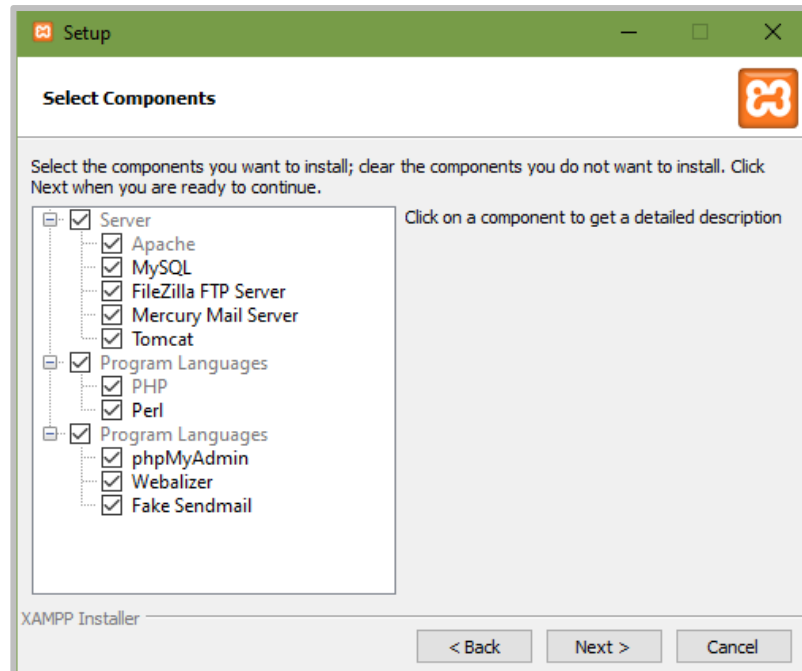 Setup
Select Components
Select the components you want to install; clear the components you do not want to install. Click
Next when you are ready to continue.
Click on a component to get a detailed description
Server
Apache
MySQL
FileZilla FTP Server
Mercury Mail Server
Tomcat
Program Languages
PHP
Perl
Program Languages
phpMyAdmin
Webalizer
Fake Sendmail
XAMPP Installer
< Back
Next >
Cancel